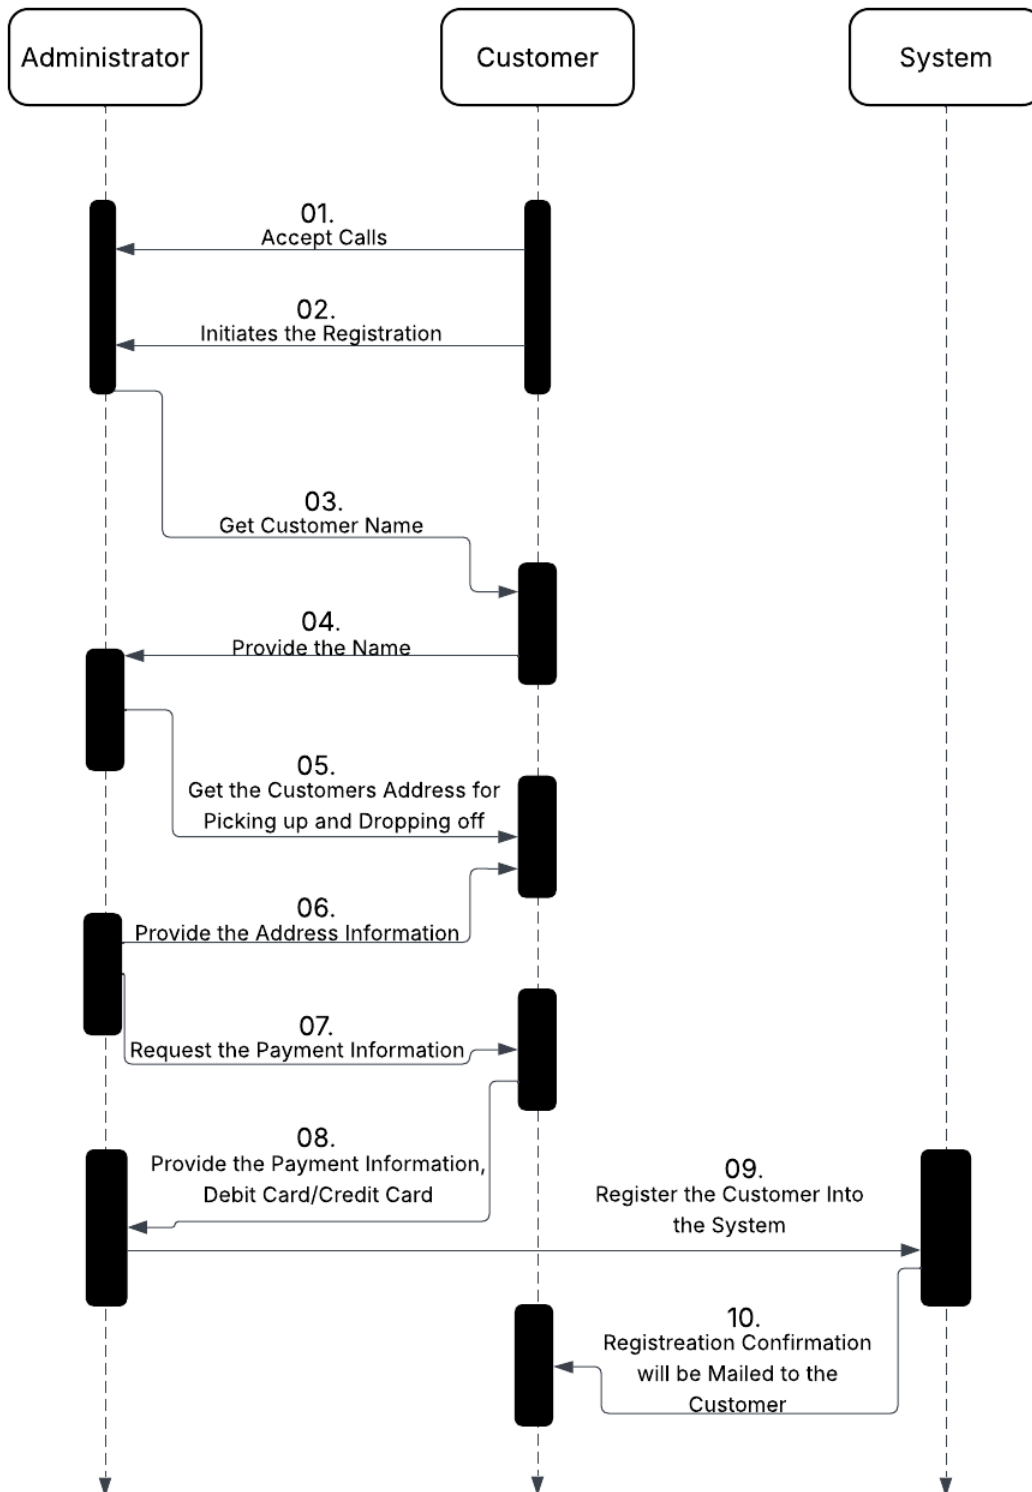 Administrator
Customer
System
01.
Accept Calls
02.
Initiates the Registration
03.
Get Customer Name
04.
Provide the Name
05.
Get the Customers Address for
Picking up and Dropping off
06.
Provide the Address Information
07.
Request the Payment Information
08.
Provide the Payment Information,
Debit Card/Credit Card
09.
Register the Customer Into
the System
10.
Registreation Confirmation
will be Mailed to the
Customer